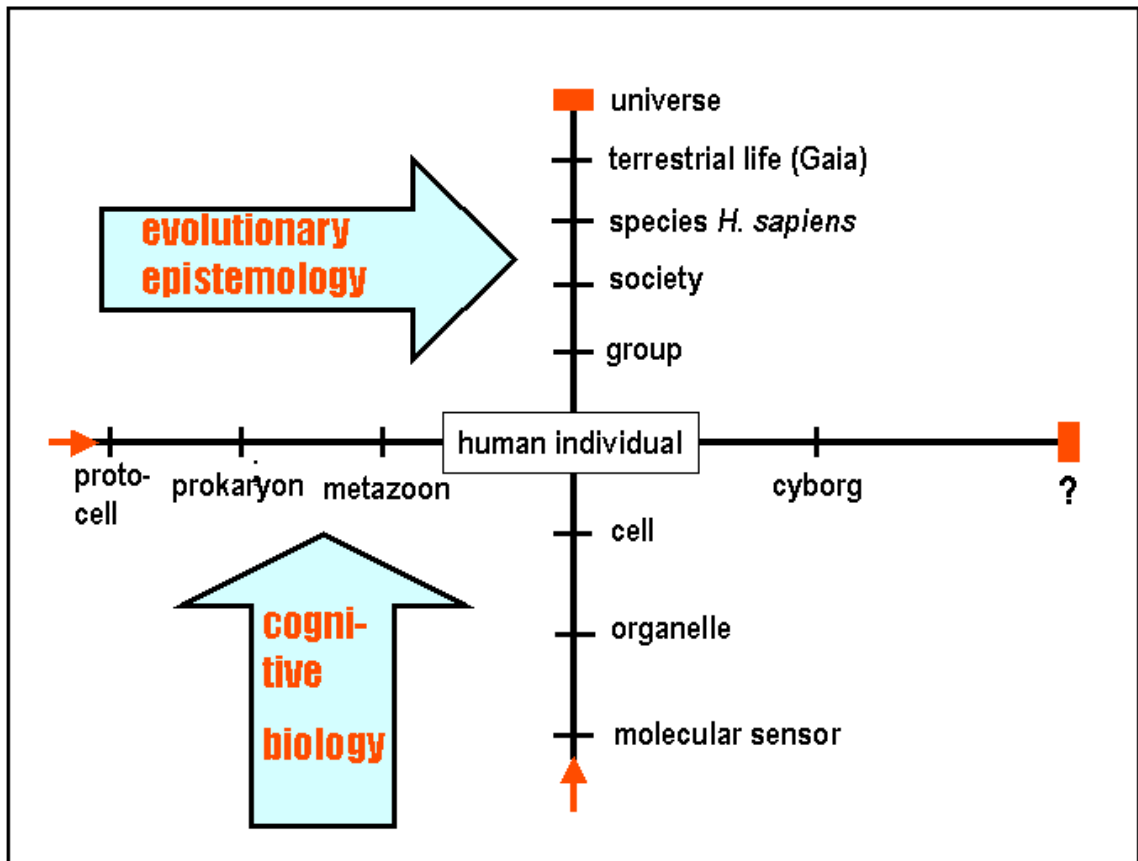 universe
terrestrial life (Gaia)
species H. sapiens
society
group
evolutionary
epistemology
human individual
proto-
cell
prokaryon
metazoon
cyborg
?
cell
organelle
molecular sensor
cogni-
tive
biology